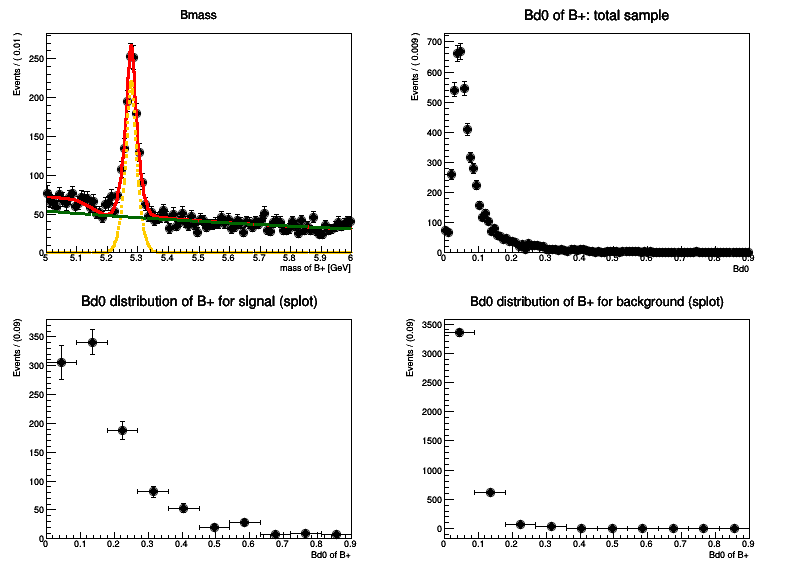 Bmass
Events / ( 0.01 )
250
200
150
100
50
0
5 5.1 5.2 5.3 5.4 5.5 5.6 5.7 5.8 5.9 6
mass of B+ [GeV]
Bd0 of B+: total sample
Events / ( 0.009 )
700
600
500
400
300
200
100
0
0 0.1 0.2 0.3 0.4 0.5 0.6 0.7 0.8 0.9
Bd0
Bd0 distribution of B+ for signal (splot)
Events / (0.09)
350
300
250
200
150
100
50
0
0 0.1 0.2 0.3 0.4 0.5 0.6 0.7 0.8 0.9
Bd0 of B+
Bd0 distribution of B+ for background (splot)
Events / (0.09)
3500
3000
2500
2000
1500
1000
500
0
0 0.1 0.2 0.3 0.4 0.5 0.6 0.7 0.8 0.9
Bd0 of B+